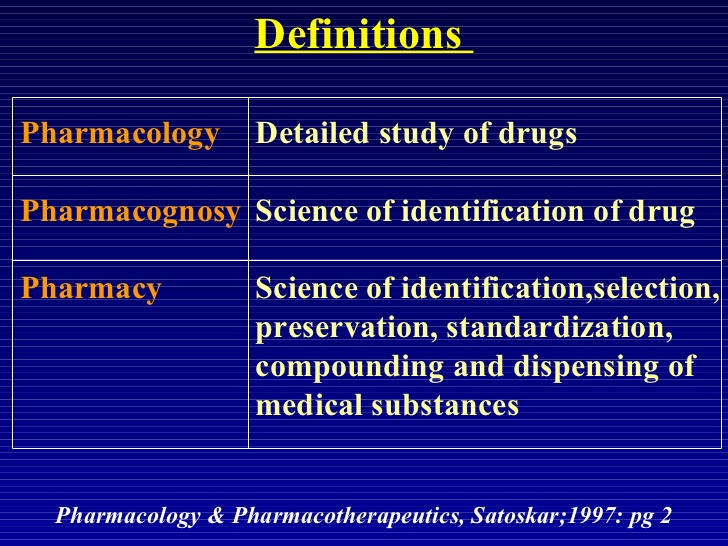 Definitions
Pharmacology Detailed study of drugs
Pharmacognosy Science of identification of drug
Pharmacy Science of identification,selection,
preservation, standardization,
compounding and dispensing of
medical substances
Pharmacology & Pharmacotherapeutics, Satoskar;1997: pg 2